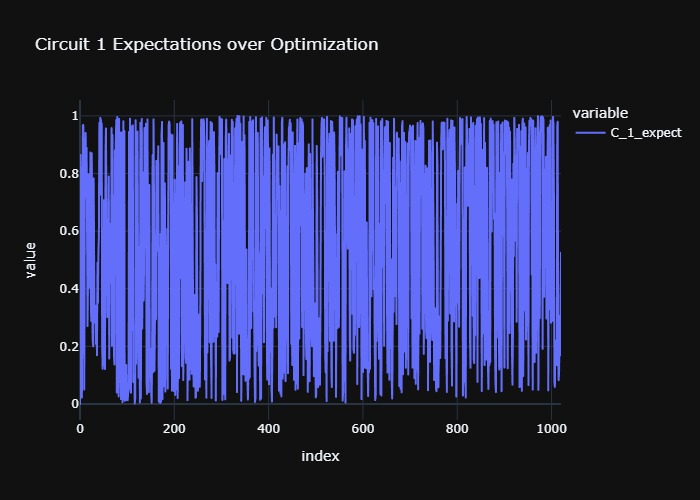 Circuit 1 Expectations over Optimization
variable
C_1_expect
value
1
0.8
0.6
0.4
0.2
0
0 200 400 600 800 1000
index